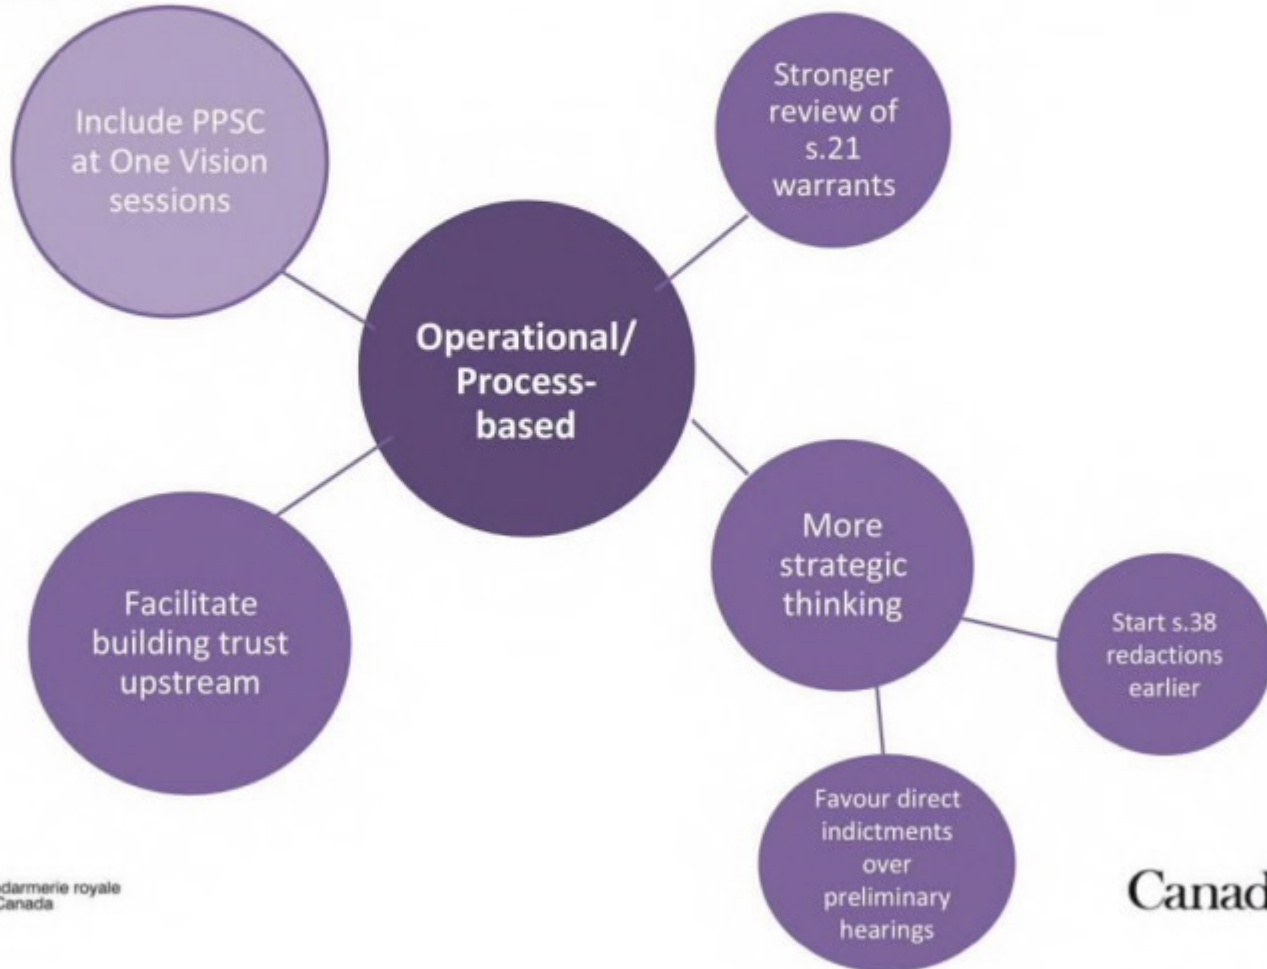 Include PPSC
at One Vision
sessions
Stronger
review of
s.21
warrants
Operational/
Process-
based
Facilitate
building trust
upstream
More
strategic
thinking
Start s.38
redactions
earlier
Favour direct
indictments
over
preliminary
hearings
darmerie royale
Canada
Canad